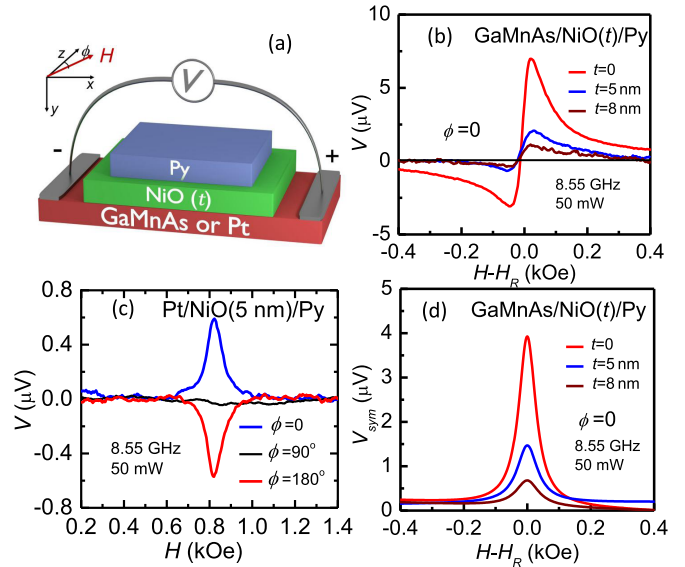 (a)
z
ϕ
H
x
y
V
-
+
Py
NiO (t)
GaMnAs or Pt
(b)
GaMnAs/NiO(t)/Py
t=0
t=5 nm
t=8 nm
ϕ=0
8.55 GHz
50 mW
V (μV)
10
5
0
-5
-0.4 -0.2 0.0 0.2 0.4
H-H_R (kOe)
(c)
Pt/NiO(5 nm)/Py
V (μV)
0.8
0.4
0.0
-0.4
-0.8
8.55 GHz
50 mW
ϕ=0
ϕ=90°
ϕ=180°
0.2 0.4 0.6 0.8 1.0 1.2 1.4
H (kOe)
(d)
GaMnAs/NiO(t)/Py
t=0
t=5 nm
t=8 nm
ϕ=0
8.55 GHz
50 mW
V_sym (μV)
5
4
3
2
1
0
-0.4 -0.2 0.0 0.2 0.4
H-H_R (kOe)